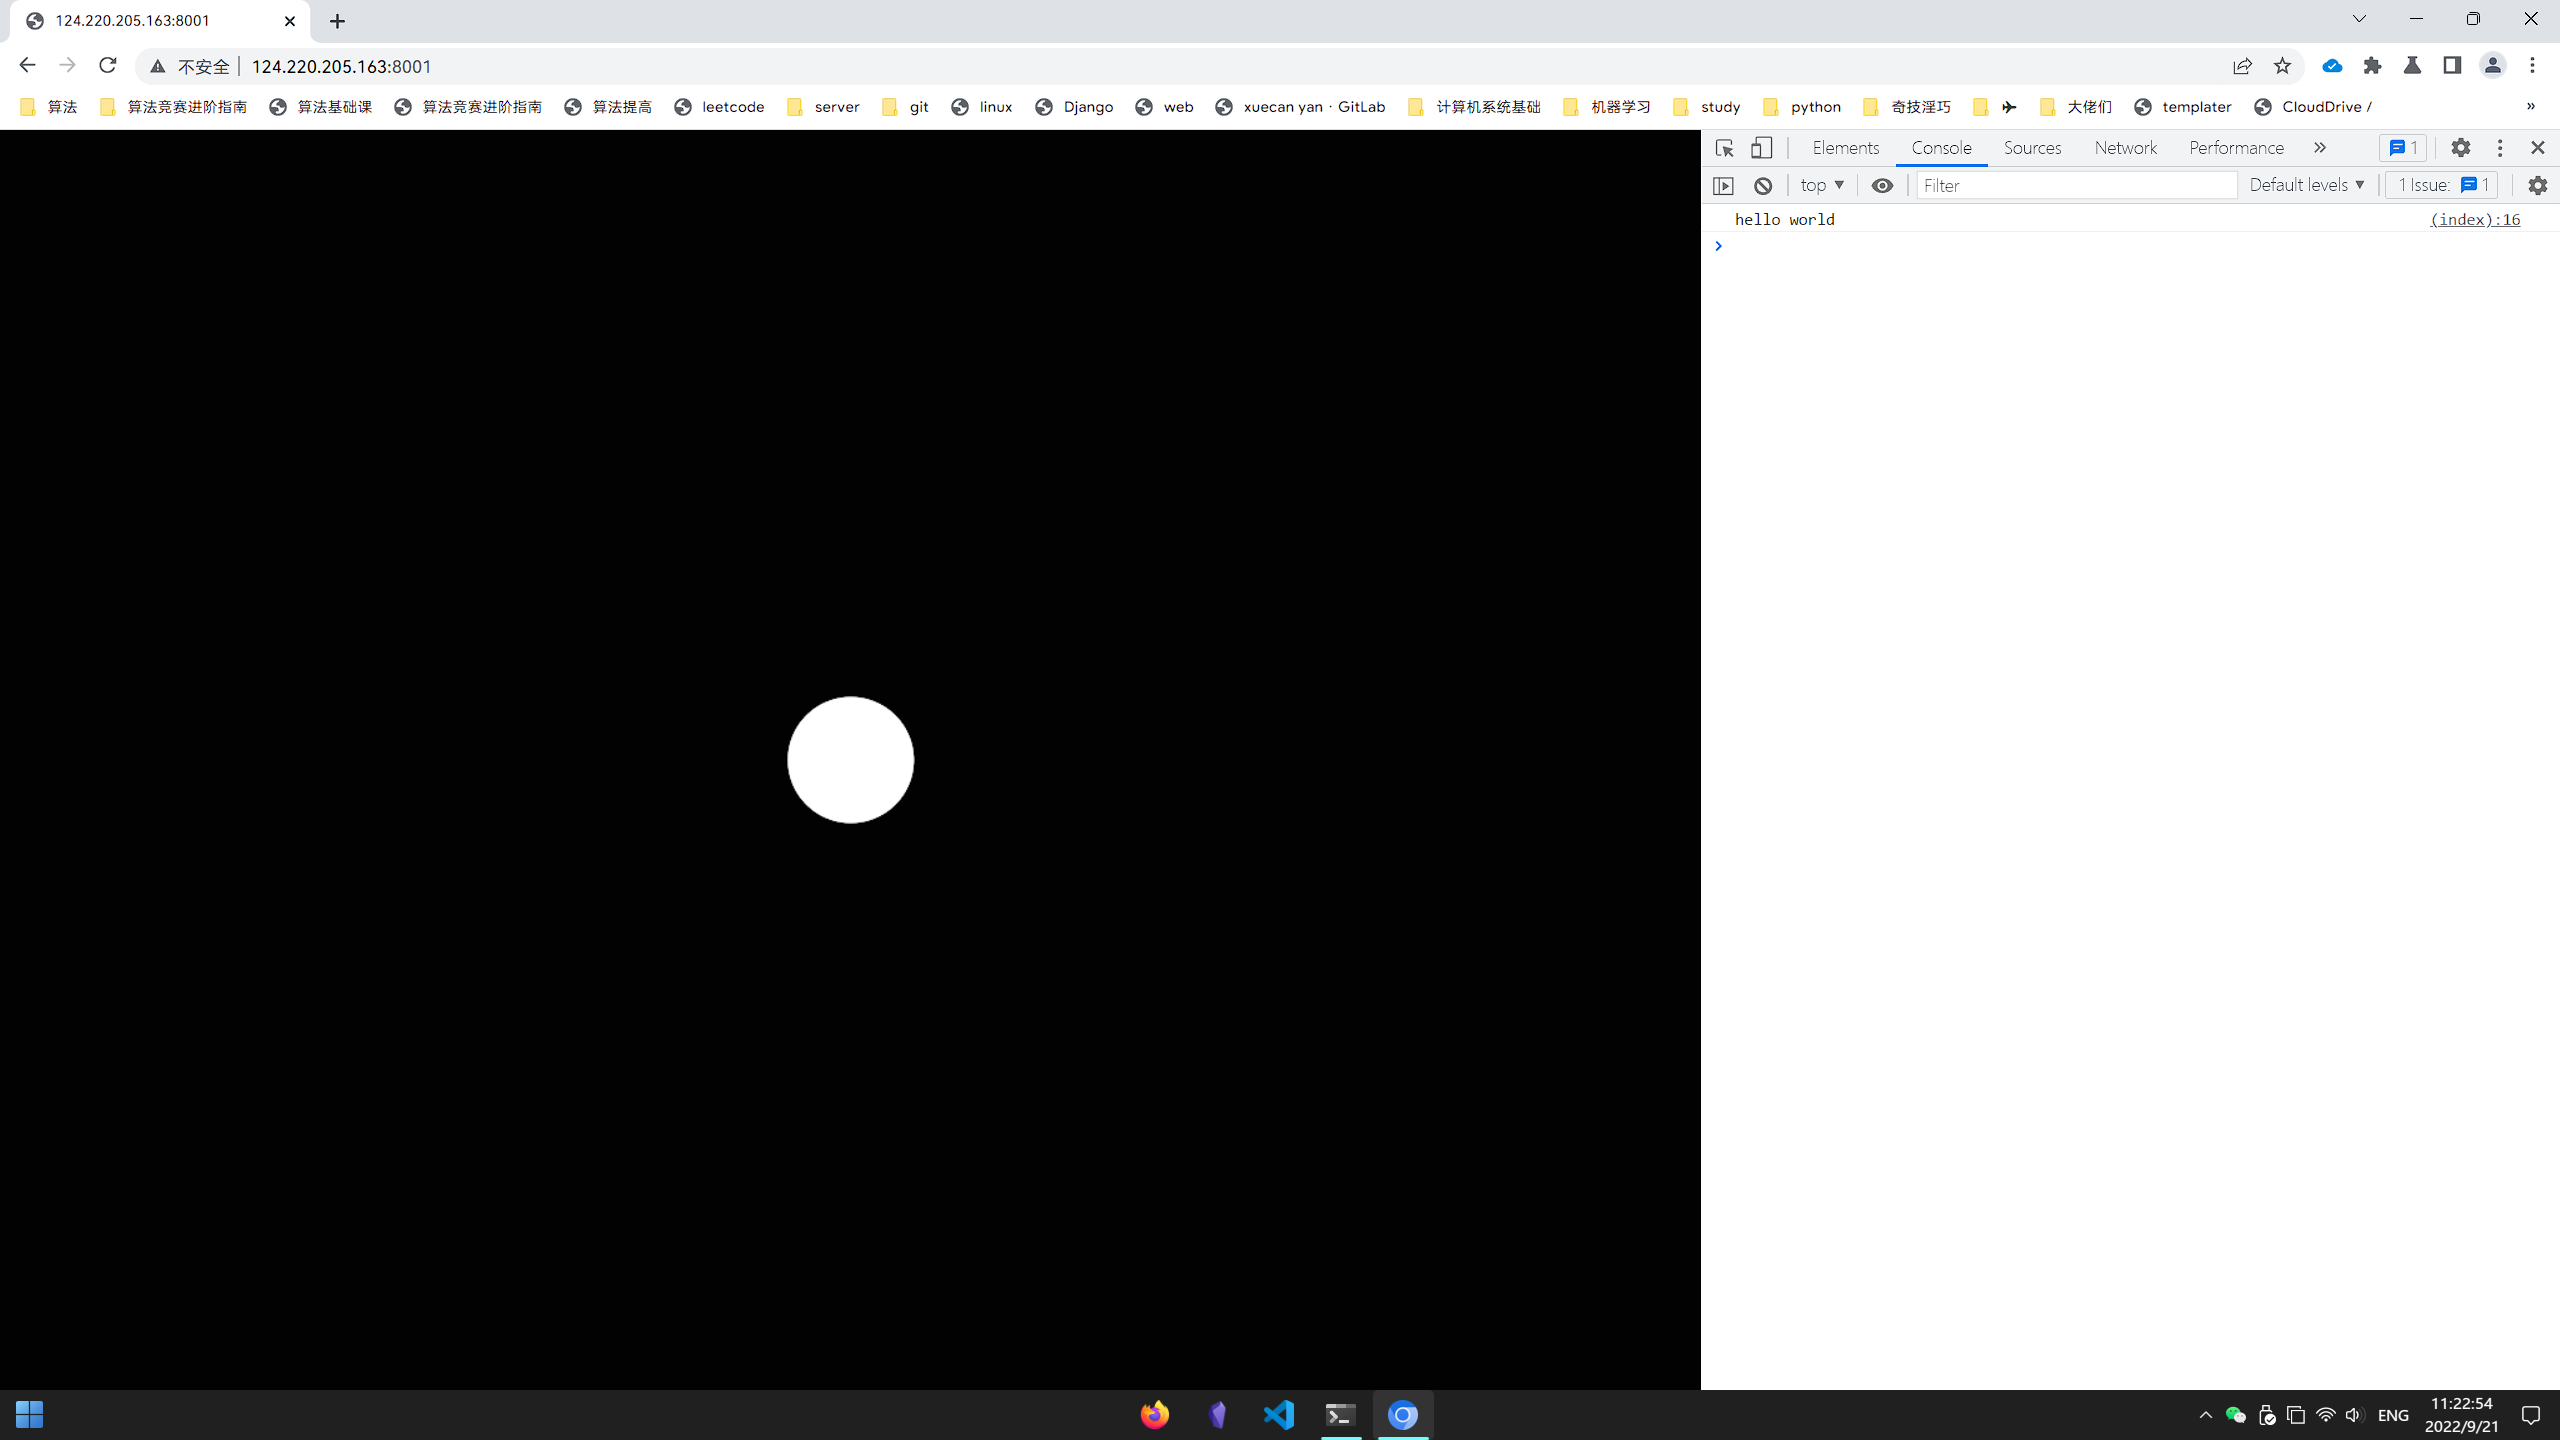 124.220.205.163:8001
不安全 124.220.205.163:8001
算法 算法竞赛进阶指南 算法基础课 算法竞赛进阶指南 算法提高 leetcode server git linux Django web xuecan yan · GitLab 计算机系统基础 机器学习 study python 奇技淫巧 大佬们 templater CloudDrive / »
Elements Console Sources Network Performance » 1
top ▼ Filter Default levels ▼ 1 Issue: 1
hello world (index):16
ENG 11:22:54
2022/9/21